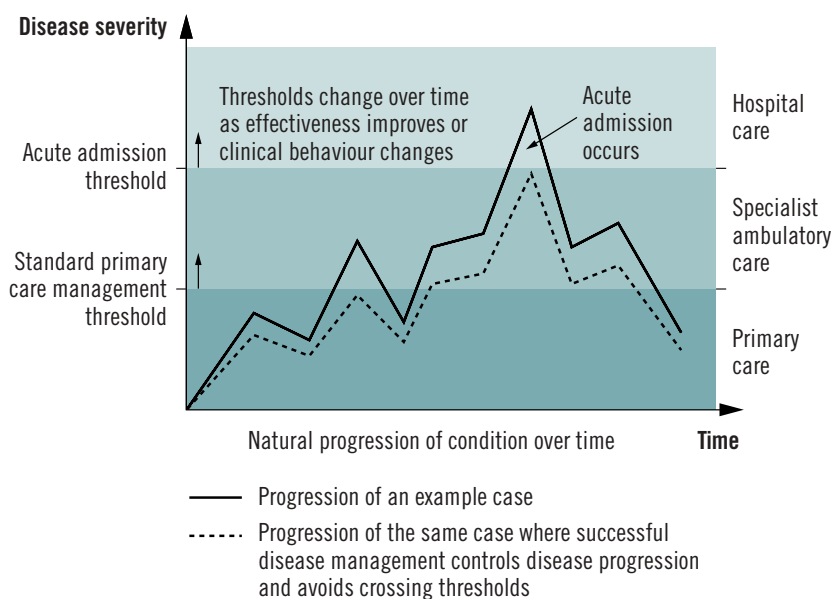 Disease severity
Thresholds change over time
as effectiveness improves or
clinical behaviour changes
Acute
admission
occurs
Hospital
care
Acute admission
threshold
Specialist
ambulatory
care
Standard primary
care management
threshold
Primary
care
Natural progression of condition over time
Time
Progression of an example case
Progression of the same case where successful
disease management controls disease progression
and avoids crossing thresholds